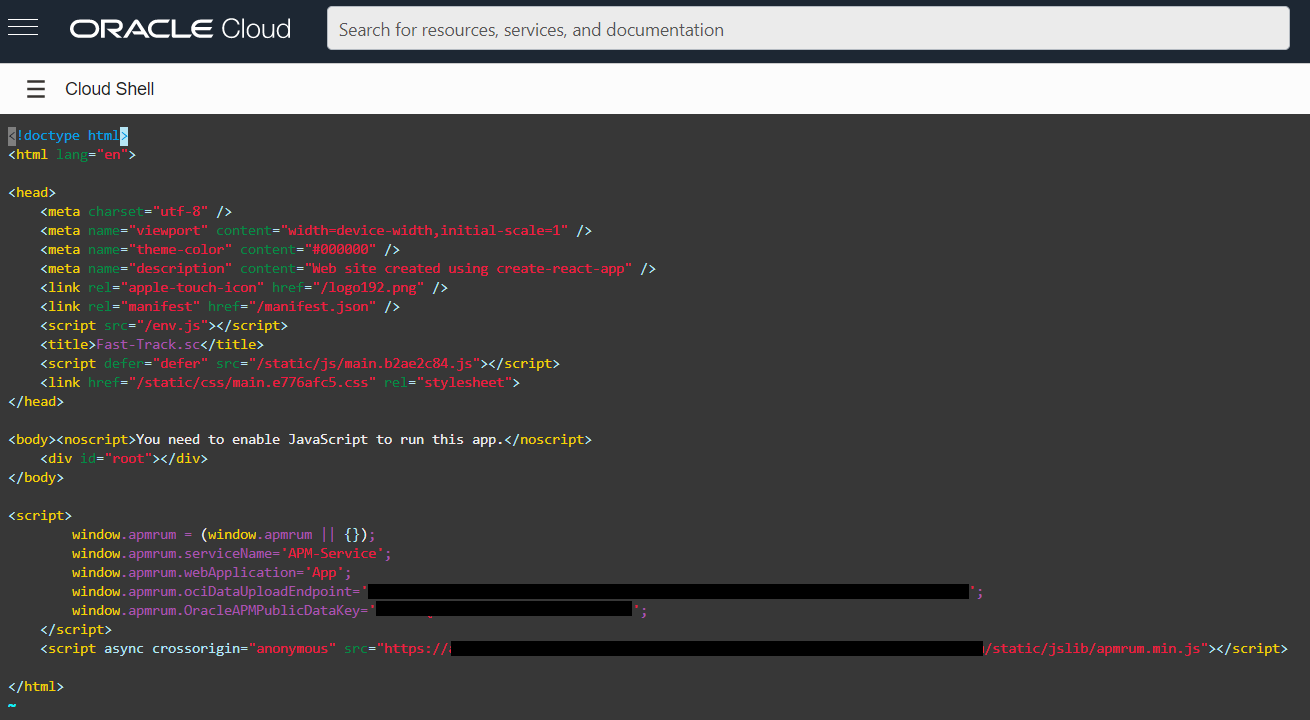 ORACLE Cloud
Search for resources, services, and documentation
Cloud Shell
<!doctype html>
<html lang="en">
<head>
    <meta charset="utf-8" />
    <meta name="viewport" content="width=device-width,initial-scale=1" />
    <meta name="theme-color" content="#000000" />
    <meta name="description" content="Web site created using create-react-app" />
    <link rel="apple-touch-icon" href="/logo192.png" />
    <link rel="manifest" href="/manifest.json" />
    <script src="/env.js"></script>
    <title>Fast-Track.sc</title>
    <script defer="defer" src="/static/js/main.b2ae2c84.js"></script>
    <link href="/static/css/main.e776afc5.css" rel="stylesheet">
</head>
<body><noscript>You need to enable JavaScript to run this app.</noscript>
    <div id="root"></div>
</body>
<script>
        window.apmrum = (window.apmrum || {});
        window.apmrum.serviceName='APM-Service';
        window.apmrum.webApplication='App';
        window.apmrum.ociDataUploadEndpoint=' ';
        window.apmrum.OracleAPMPublicDataKey=' ';
    </script>
    <script async crossorigin="anonymous" src="https:// /static/jslib/apmrum.min.js"></script>
</html>
~